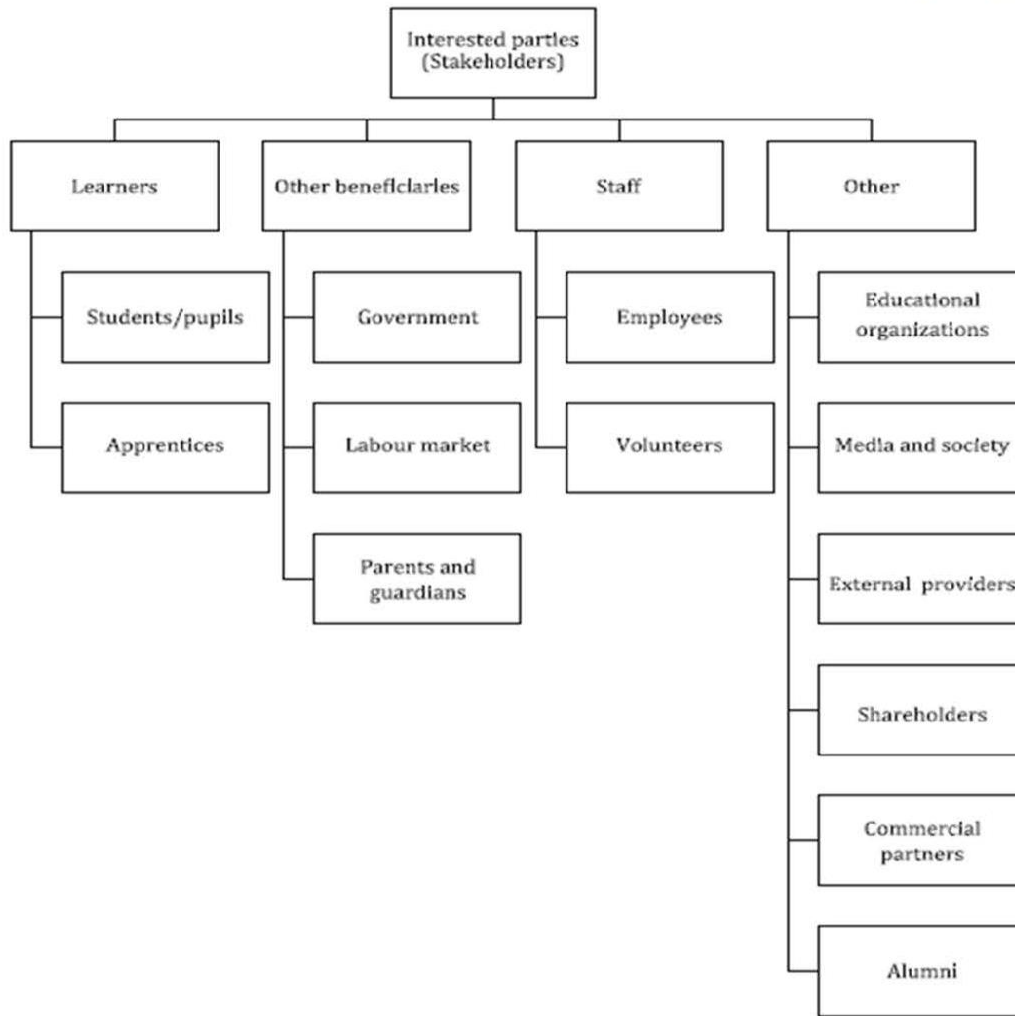 Interested parties
(Stakeholders)
Learners
Other beneficiaries
Staff
Other
Students/pupils
Government
Employees
Educational
organizations
Apprentices
Labour market
Volunteers
Media and society
Parents and
guardians
External providers
Shareholders
Commercial
partners
Alumni